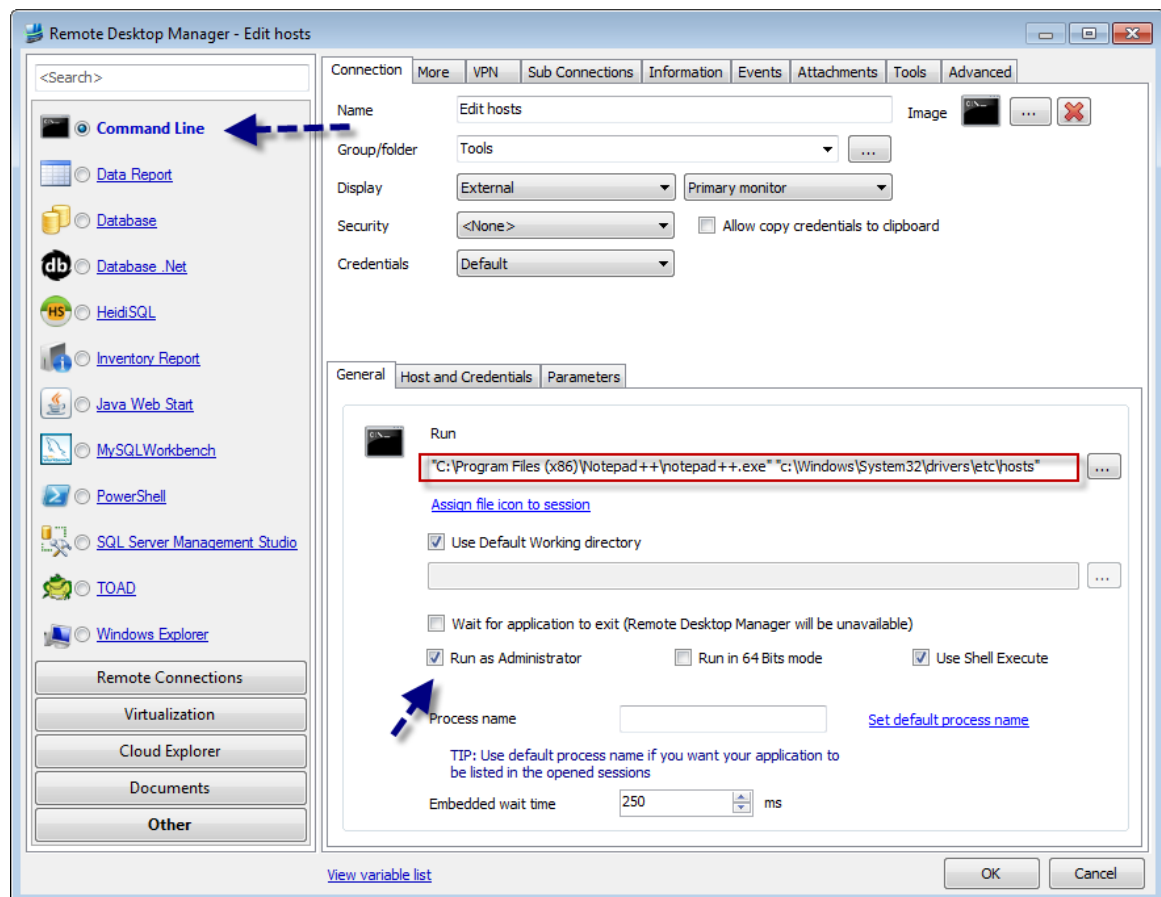 Remote Desktop Manager - Edit hosts
<Search>
Command Line
Data Report
Database
Database .Net
HeidiSQL
Inventory Report
Java Web Start
MySQLWorkbench
PowerShell
SQL Server Management Studio
TOAD
Windows Explorer
Remote Connections
Virtualization
Cloud Explorer
Documents
Other
Connection More VPN Sub Connections Information Events Attachments Tools Advanced
Name Edit hosts Image ...
Group/folder Tools ...
Display External Primary monitor
Security <None> Allow copy credentials to clipboard
Credentials Default
General Host and Credentials Parameters
Run
"C:\Program Files (x86)\Notepad++\notepad++.exe" "c:\Windows\System32\drivers\etc\hosts" ...
Assign file icon to session
Use Default Working directory
...
Wait for application to exit (Remote Desktop Manager will be unavailable)
Run as Administrator Run in 64 Bits mode Use Shell Execute
Process name Set default process name
TIP: Use default process name if you want your application to
be listed in the opened sessions
Embedded wait time 250 ms
View variable list OK Cancel